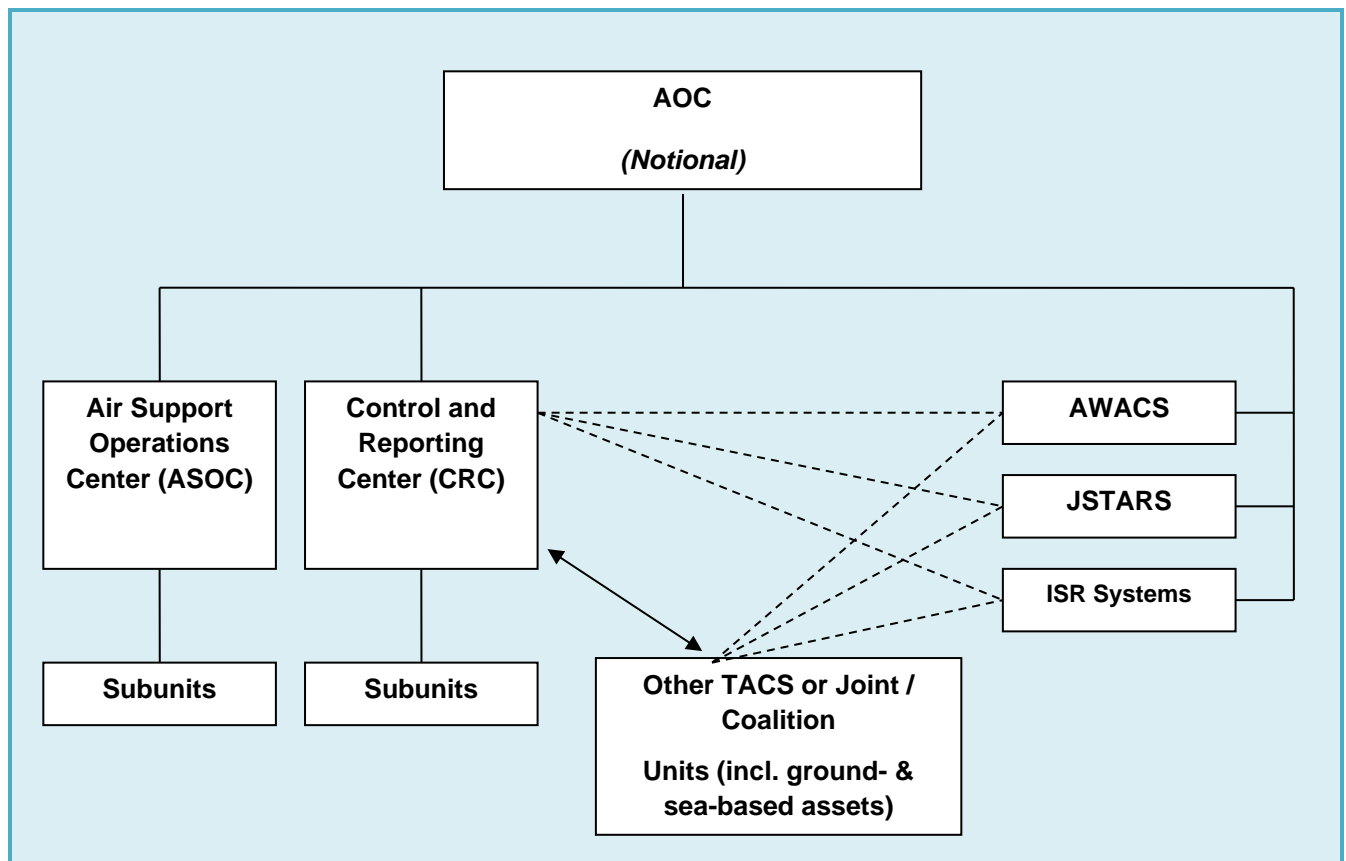 AOC
(Notional)
Air Support
Operations
Center (ASOC)
Control and
Reporting
Center (CRC)
AWACS
JSTARS
ISR Systems
Subunits
Subunits
Other TACS or Joint /
Coalition
Units (incl. ground- &
sea-based assets)